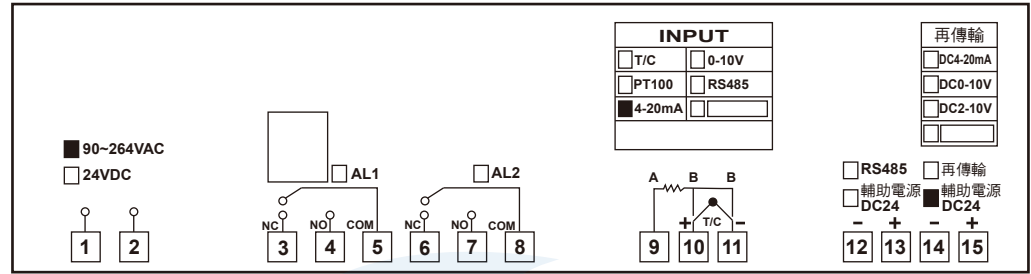 INPUT
T/C 0-10V
PT100 RS485
4-20mA
再傳輸
DC4-20mA
DC0-10V
DC2-10V
90~264VAC
24VDC
AL1
AL2
A B B
+ T/C −
RS485 再傳輸
輔助電源 DC24 輔助電源 DC24
− + − +
NC NO COM NC NO COM
1 2 3 4 5 6 7 8 9 10 11 12 13 14 15